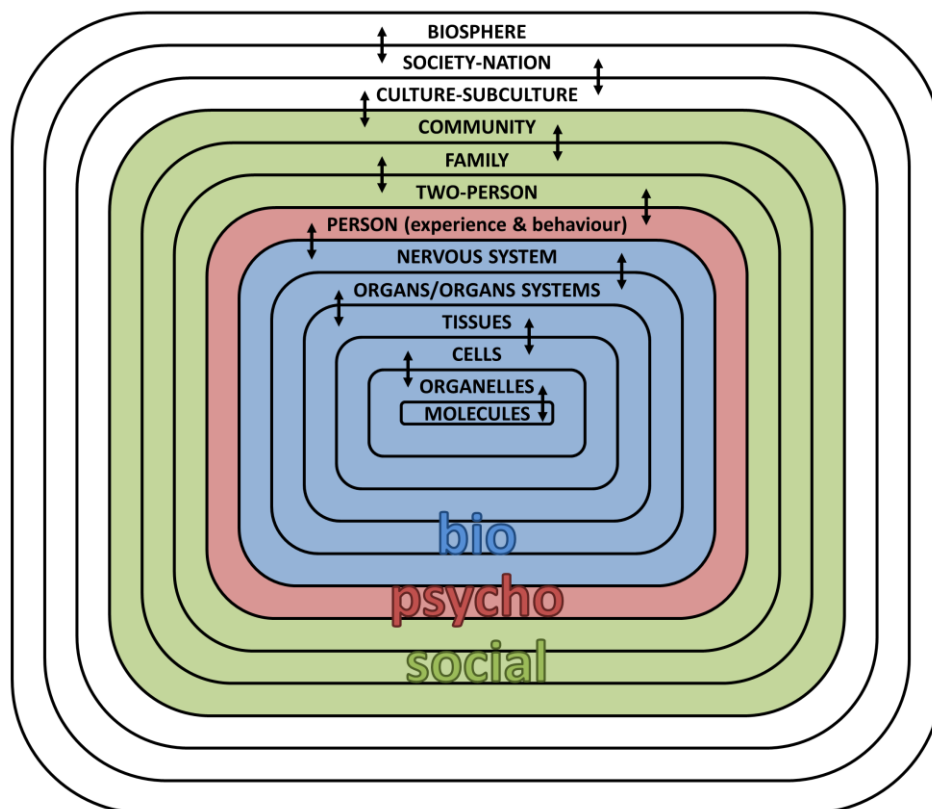 BIOSPHERE
SOCIETY-NATION
CULTURE-SUBCULTURE
COMMUNITY
FAMILY
TWO-PERSON
PERSON (experience & behaviour)
NERVOUS SYSTEM
ORGANS/ORGANS SYSTEMS
TISSUES
CELLS
ORGANELLES
MOLECULES
bio
psycho
social